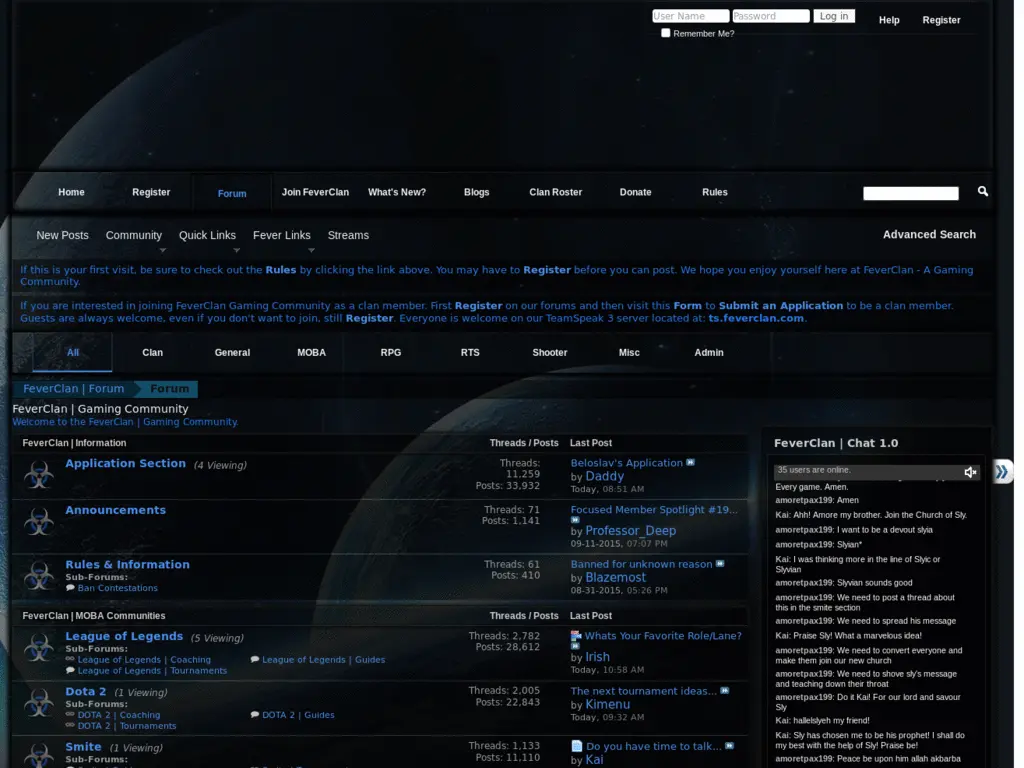 User Name Password Log in Help Register
Remember Me?
Home Register Forum Join FeverClan What's New? Blogs Clan Roster Donate Rules
New Posts Community Quick Links Fever Links Streams Advanced Search
If this is your first visit, be sure to check out the Rules by clicking the link above. You may have to Register before you can post. We hope you enjoy yourself here at FeverClan - A Gaming
Community.
If you are interested in joining FeverClan Gaming Community as a clan member. First Register on our forums and then visit this Form to Submit an Application to be a clan member.
Guests are always welcome, even if you don't want to join, still Register. Everyone is welcome on our TeamSpeak 3 server located at: ts.feverclan.com.
All Clan General MOBA RPG RTS Shooter Misc Admin
FeverClan | Forum Forum
FeverClan | Gaming Community
Welcome to the FeverClan | Gaming Community.
FeverClan | Information Threads / Posts Last Post
Application Section (4 Viewing)
Threads:
11,259
Posts: 33,932
Beloslav's Application
by Daddy
Today, 08:51 AM
Announcements
Threads: 71
Posts: 1,141
Focused Member Spotlight #19...
by Professor_Deep
09-11-2015, 07:07 PM
Rules & Information
Sub-Forums:
Ban Contestations
Threads: 61
Posts: 410
Banned for unknown reason
by Blazemost
08-31-2015, 05:26 PM
FeverClan | MOBA Communities Threads / Posts Last Post
League of Legends (5 Viewing)
Sub-Forums:
League of Legends | Coaching League of Legends | Guides
League of Legends | Tournaments
Threads: 2,782
Posts: 28,612
Whats Your Favorite Role/Lane?
by Irish
Today, 10:58 AM
Dota 2 (1 Viewing)
Sub-Forums:
DOTA 2 | Coaching DOTA 2 | Guides
DOTA 2 | Tournaments
Threads: 2,005
Posts: 22,843
The next tournament ideas...
by Kimenu
Today, 09:32 AM
Smite (1 Viewing)
Sub-Forums:
Threads: 1,133
Posts: 11,110
Do you have time to talk...
by Kai
FeverClan | Chat 1.0
35 users are online.
Every game. Amen.
amoretpax199: Amen
Kai: Ahh! Amore my brother. Join the Church of Sly.
amoretpax199: I want to be a devout slyia
amoretpax199: Slyian*
Kai: I was thinking more in the line of Slyic or
Slyvian
amoretpax199: Slyvian sounds good
amoretpax199: We need to post a thread about
this in the smite section
amoretpax199: We need to spread his message
Kai: Praise Sly! What a marvelous idea!
amoretpax199: We need to convert everyone and
make them join our new church
amoretpax199: We need to shove sly's message
and teaching down their throat
amoretpax199: Do it Kai! For our lord and savour
Sly
Kai: hallelslyeh my friend!
Kai: Sly has chosen me to be his prophet! I shall do
my best with the help of Sly! Praise be!
amoretpax199: Peace be upon him allah akbarba